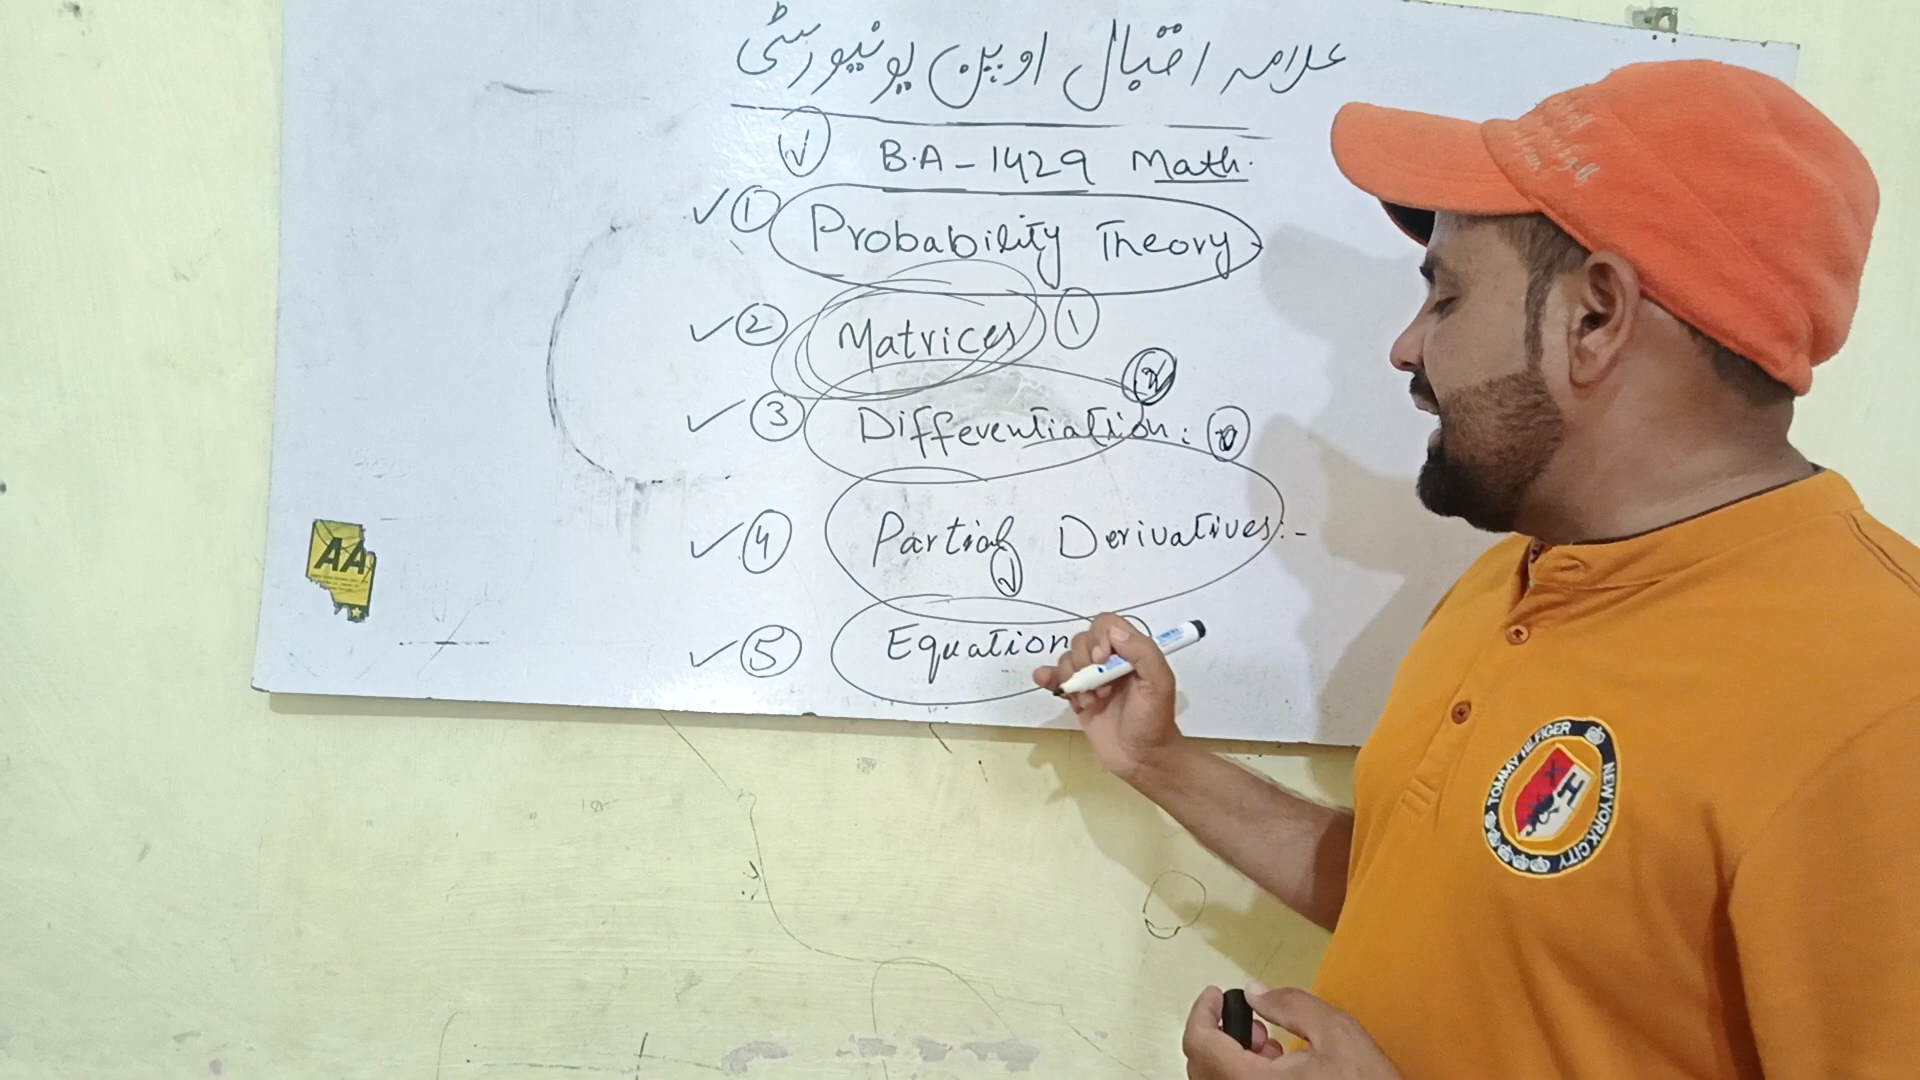 علامہ اقبال اوپن یونیورسٹی
B.A - 1429 Math.
① Probability Theory
② Matrices ①
③ Differentiation:
④ Partial Derivatives:-
⑤ Equation
AA
TOMMY HILFIGER
NEW YORK CITY